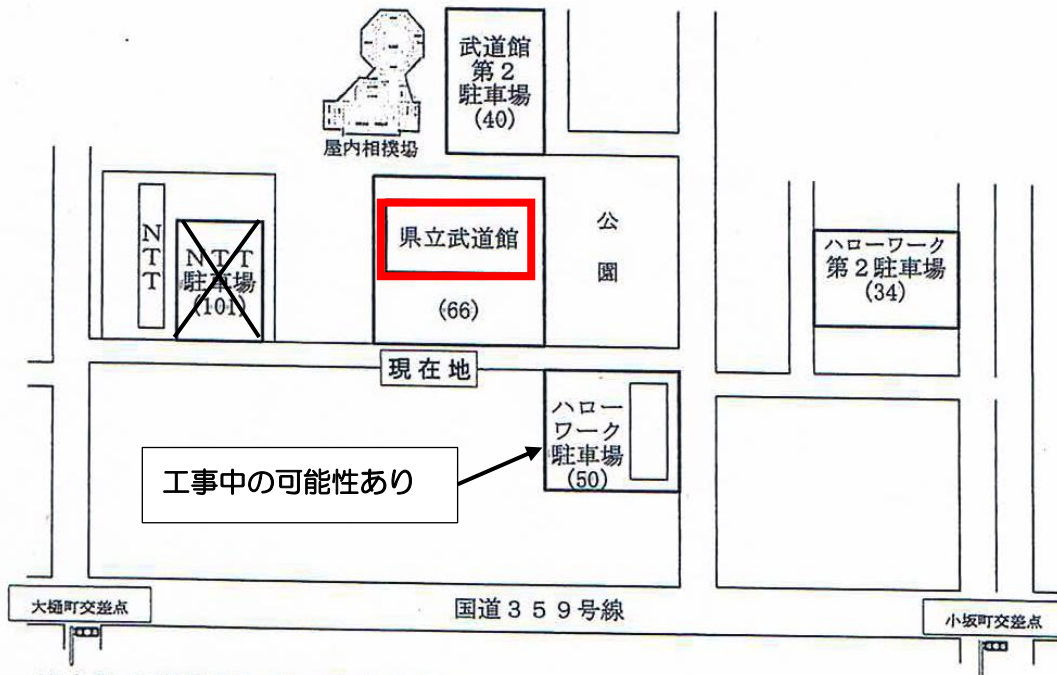 武道館
第2
駐車場
(40)
屋内相撲場
NTT
NTT
駐車場
(101)
県立武道館
(66)
公
園
ハローワーク
第2駐車場
(34)
現在地
ハロー
ワーク
駐車場
(50)
工事中の可能性あり
大樋町交差点
国道359号線
小坂町交差点